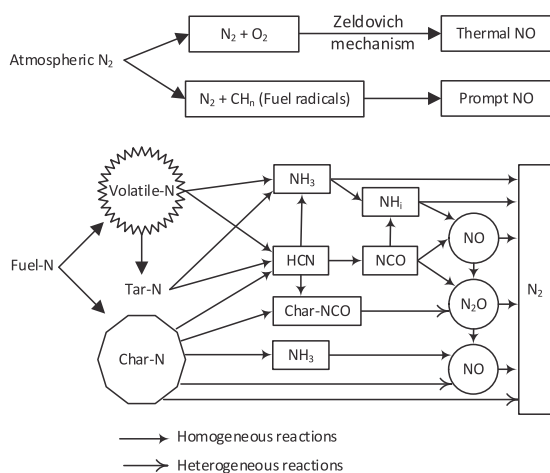 Zeldovich
N₂ + O₂
mechanism
Thermal NO
Atmospheric N₂
N₂ + CHₙ (Fuel radicals)
Prompt NO
Volatile-N
NH₃
NHᵢ
NO
Fuel-N
Tar-N
HCN
NCO
N₂
Char-NCO
N₂O
Char-N
NH₃
NO
Homogeneous reactions
Heterogeneous reactions